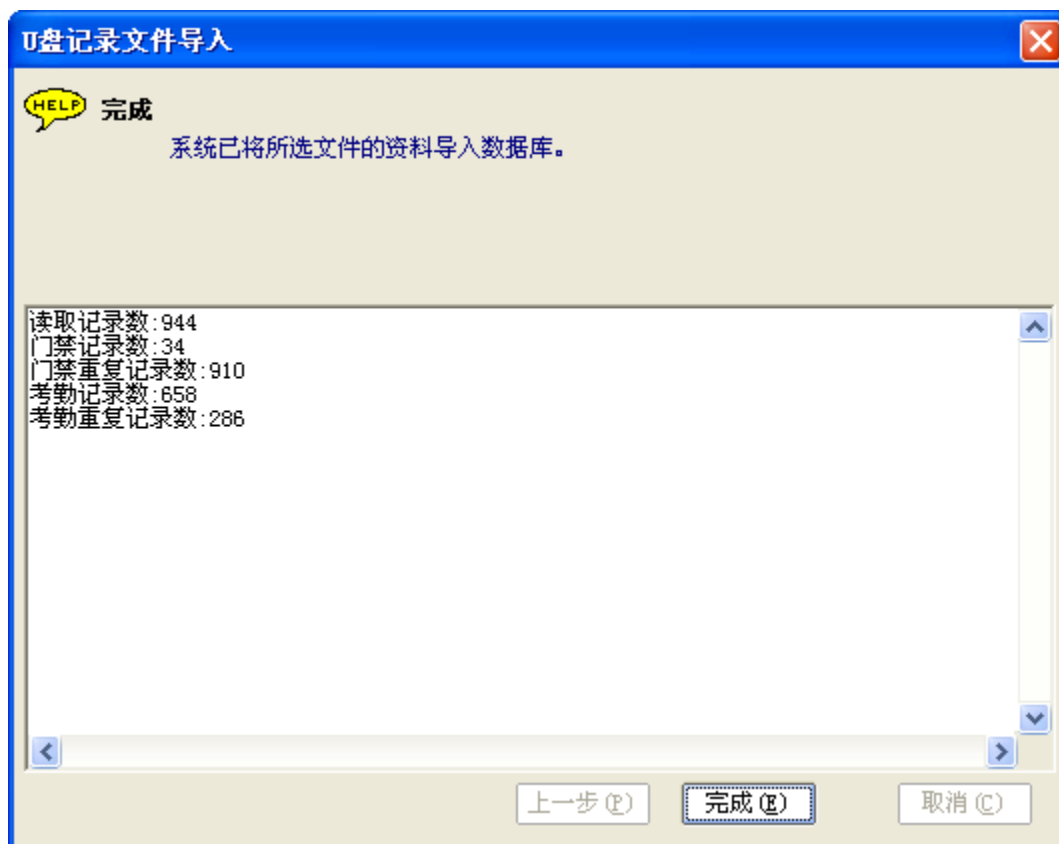 U盘记录文件导入
HELP
完成
系统已将所选文件的资料导入数据库。
读取记录数:944
门禁记录数:34
门禁重复记录数:910
考勤记录数:658
考勤重复记录数:286
上一步(P) 完成(E) 取消(C)